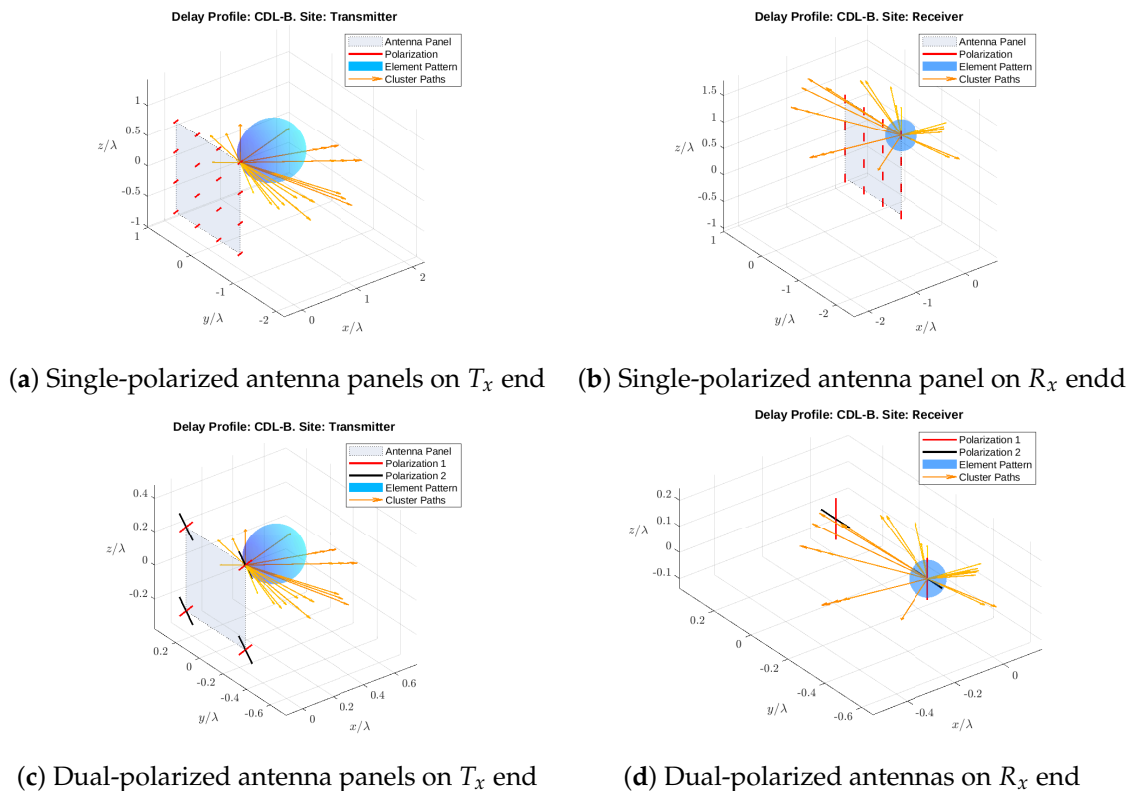 Delay Profile: CDL-B. Site: Transmitter
Antenna Panel
Polarization
Element Pattern
Cluster Paths
1
0.5
z/λ
0
-0.5
-1
1
0
-1
-2
y/λ
0
1
2
x/λ
(a) Single-polarized antenna panels on Tx end
Delay Profile: CDL-B. Site: Receiver
Antenna Panel
Polarization
Element Pattern
Cluster Paths
1.5
1
0.5
z/λ
0
-0.5
-1
1
0
-1
-2
y/λ
-2
-1
0
x/λ
(b) Single-polarized antenna panel on Rx endd
Delay Profile: CDL-B. Site: Transmitter
Antenna Panel
Polarization 1
Polarization 2
Element Pattern
Cluster Paths
0.4
0.2
z/λ
0
-0.2
0.2
0
-0.2
-0.4
-0.6
y/λ
0
0.2
0.4
0.6
x/λ
(c) Dual-polarized antenna panels on Tx end
Delay Profile: CDL-B. Site: Receiver
Polarization 1
Polarization 2
Element Pattern
Cluster Paths
0.2
0.1
z/λ
0
-0.1
0.2
0
-0.2
-0.4
-0.6
y/λ
-0.4
-0.2
0
x/λ
(d) Dual-polarized antennas on Rx end